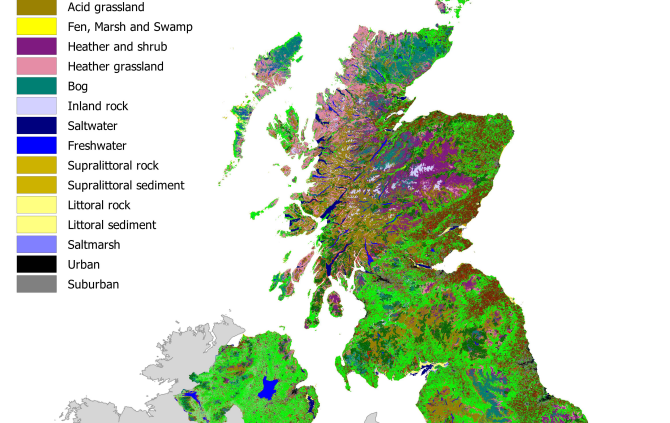 Acid grassland
Fen, Marsh and Swamp
Heather and shrub
Heather grassland
Bog
Inland rock
Saltwater
Freshwater
Supralittoral rock
Supralittoral sediment
Littoral rock
Littoral sediment
Saltmarsh
Urban
Suburban